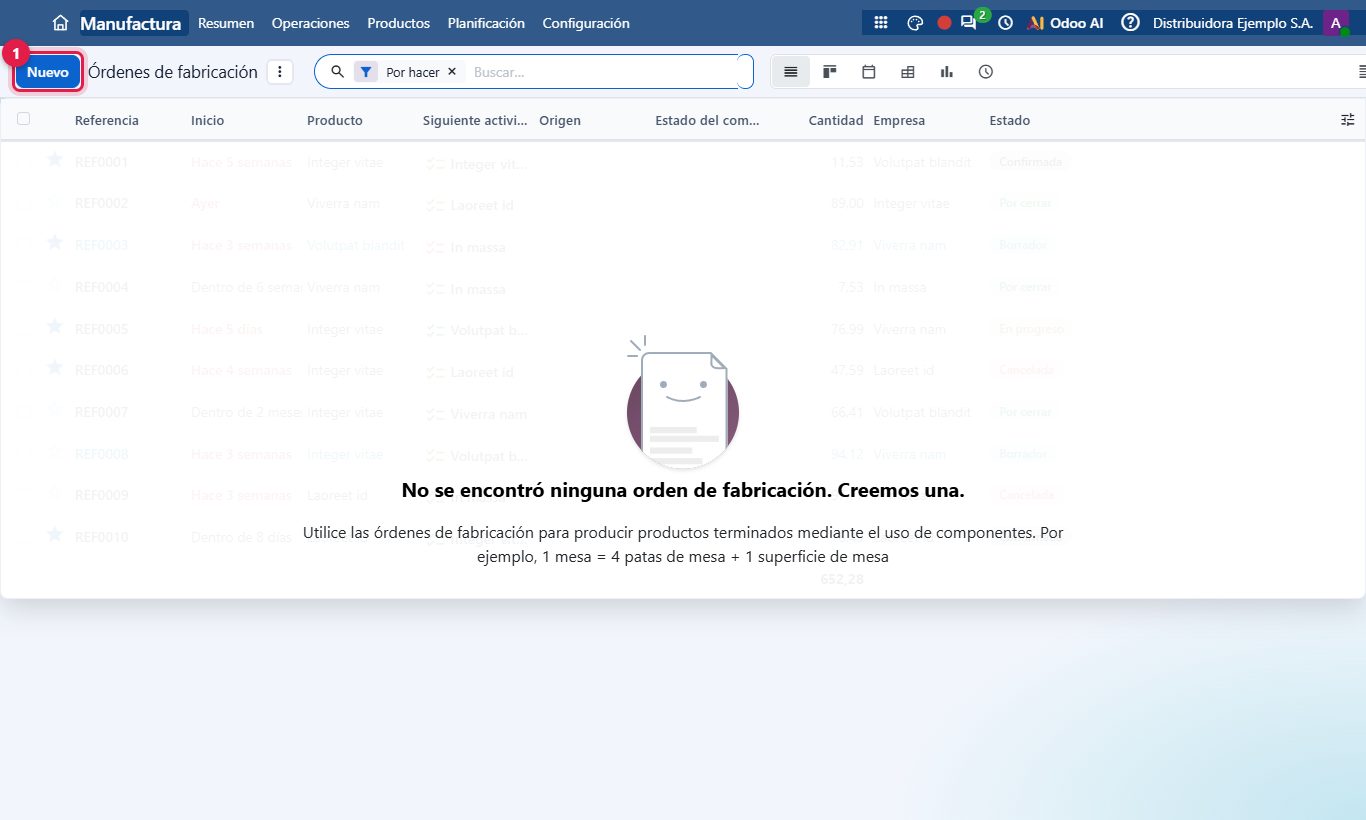 Manufactura Resumen Operaciones Productos Planificación Configuración 2 Odoo AI Distribuidora Ejemplo S.A. A
1
Nuevo Órdenes de fabricación Por hacer Buscar...
Referencia Inicio Producto Siguiente activi... Origen Estado del com... Cantidad Empresa Estado
REF0001 Hace 5 semanas Integer vitae Integer vit... 11,53 Volutpat blandit Confirmada
REF0002 Ayer Viverra nam Laoreet id 89,00 Integer vitae Por cerrar
REF0003 Hace 3 semanas Volutpat blandit In massa 82,91 Viverra nam Borrador
REF0004 Dentro de 6 sema Viverra nam In massa 7,53 In massa Por cerrar
REF0005 Hace 5 días Integer vitae Volutpat b... 76,99 Viverra nam En progreso
REF0006 Hace 4 semanas Integer vitae Laoreet id 47,59 Laoreet id Cancelada
REF0007 Dentro de 2 mese Integer vitae Viverra nam 66,41 Volutpat blandit Por cerrar
REF0008 Hace 3 semanas Integer vitae Volutpat b... 94,12 Viverra nam Borrador
REF0009 Hace 3 semanas Laoreet id Cancelada
No se encontró ninguna orden de fabricación. Creemos una.
REF0010 Dentro de 8 días
Utilice las órdenes de fabricación para producir productos terminados mediante el uso de componentes. Por
ejemplo, 1 mesa = 4 patas de mesa + 1 superficie de mesa
652,28